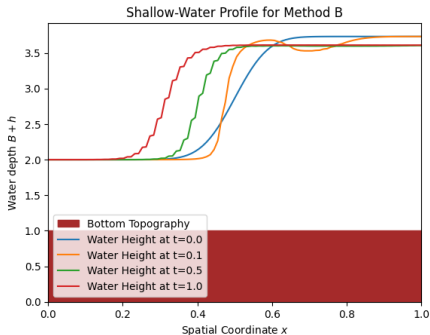 Shallow-Water Profile for Method B
Water depth B + h
3.5
3.0
2.5
2.0
1.5
1.0
0.5
0.0
Bottom Topography
Water Height at t=0.0
Water Height at t=0.1
Water Height at t=0.5
Water Height at t=1.0
0.0 0.2 0.4 0.6 0.8 1.0
Spatial Coordinate x